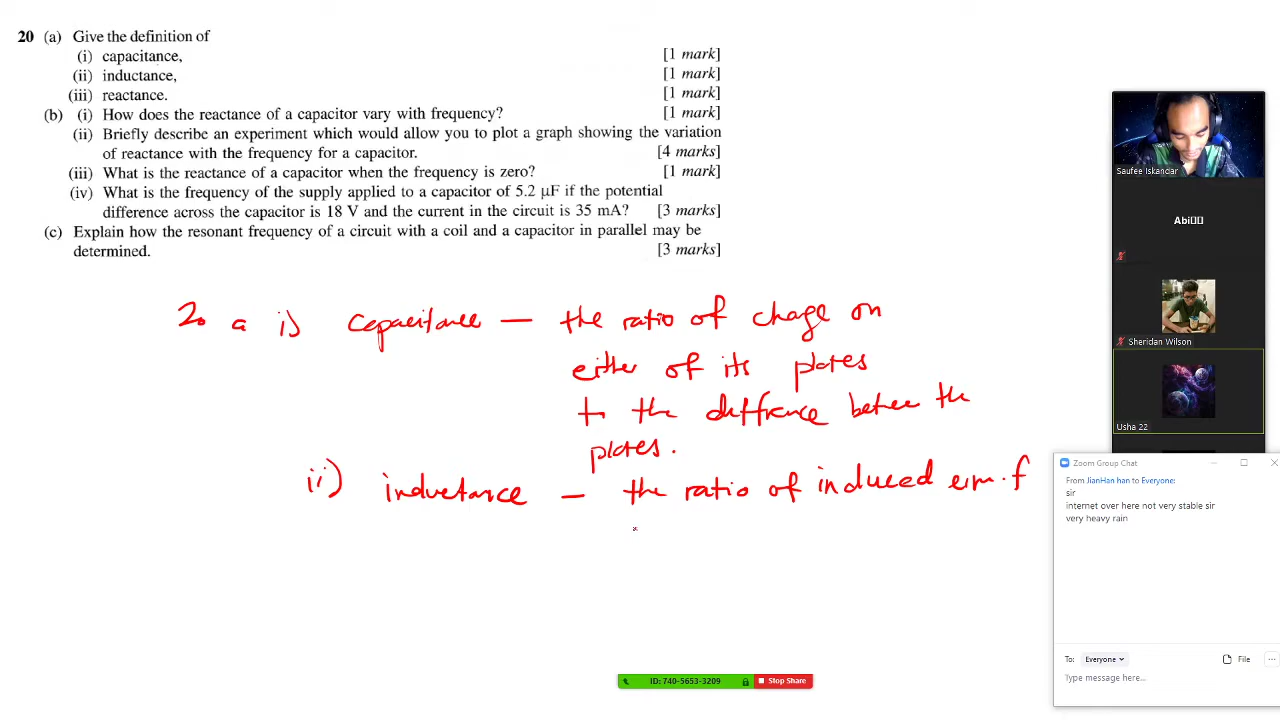 20 (a) Give the definition of
(i) capacitance, [1 mark]
(ii) inductance, [1 mark]
(iii) reactance. [1 mark]
(b) (i) How does the reactance of a capacitor vary with frequency? [1 mark]
(ii) Briefly describe an experiment which would allow you to plot a graph showing the variation
of reactance with the frequency for a capacitor. [4 marks]
(iii) What is the reactance of a capacitor when the frequency is zero? [1 mark]
(iv) What is the frequency of the supply applied to a capacitor of 5.2 μF if the potential
difference across the capacitor is 18 V and the current in the circuit is 35 mA? [3 marks]
(c) Explain how the resonant frequency of a circuit with a coil and a capacitor in parallel may be
determined. [3 marks]
20 a i) capacitance — the ratio of charge on
either of its plates
to the diffrence betwee the
plates.
ii) inductance — the ratio of induced e.m.f
Saufee Iskandar
Abi
Sheridan Wilson
Usha 22
Zoom Group Chat
From JianHan han to Everyone:
sir
internet over here not very stable sir
very heavy rain
To: Everyone
File
Type message here...
ID: 740-5653-3209
Stop Share